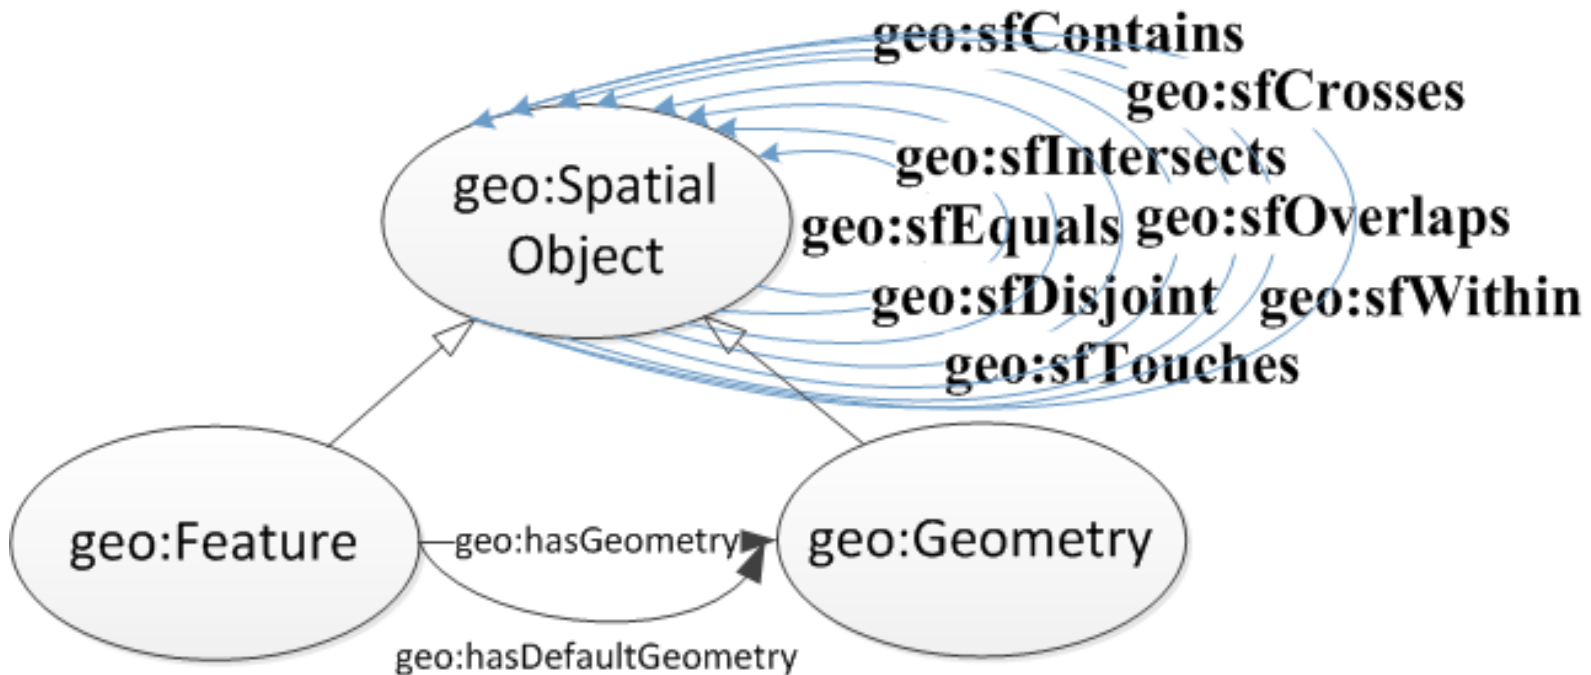 geo:sfContains
geo:sfCrosses
geo:sfIntersects
geo:Spatial
Object
geo:sfEquals
geo:sfOverlaps
geo:sfDisjoint
geo:sfWithin
geo:sfTouches
geo:Feature
geo:hasGeometry
geo:Geometry
geo:hasDefaultGeometry